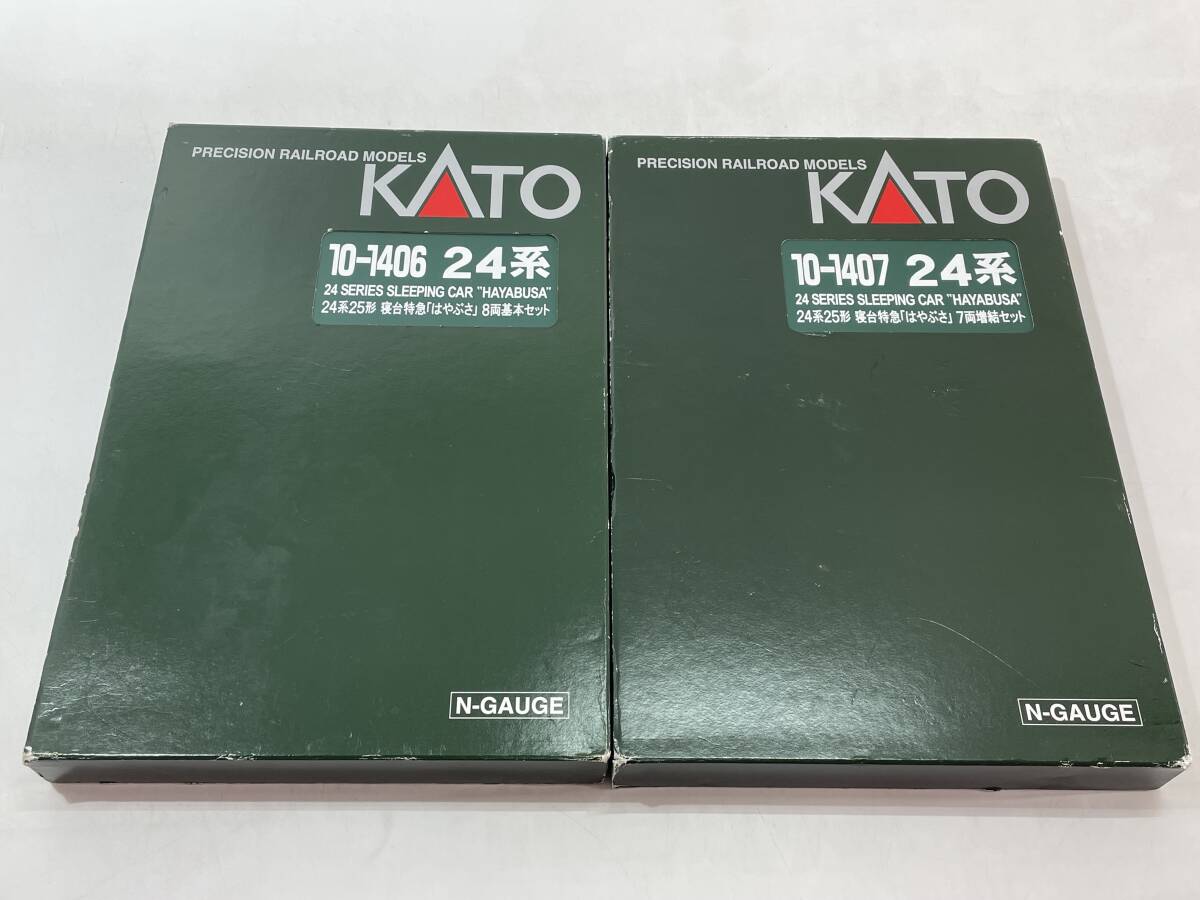 PRECISION RAILROAD MODELS
KATO
10-1406 24系
24 SERIES SLEEPING CAR "HAYABUSA"
24系25形 寝台特急「はやぶさ」 8両基本セット
N-GAUGE
PRECISION RAILROAD MODELS
KATO
10-1407 24系
24 SERIES SLEEPING CAR "HAYABUSA"
24系25形 寝台特急「はやぶさ」 7両増結セット
N-GAUGE